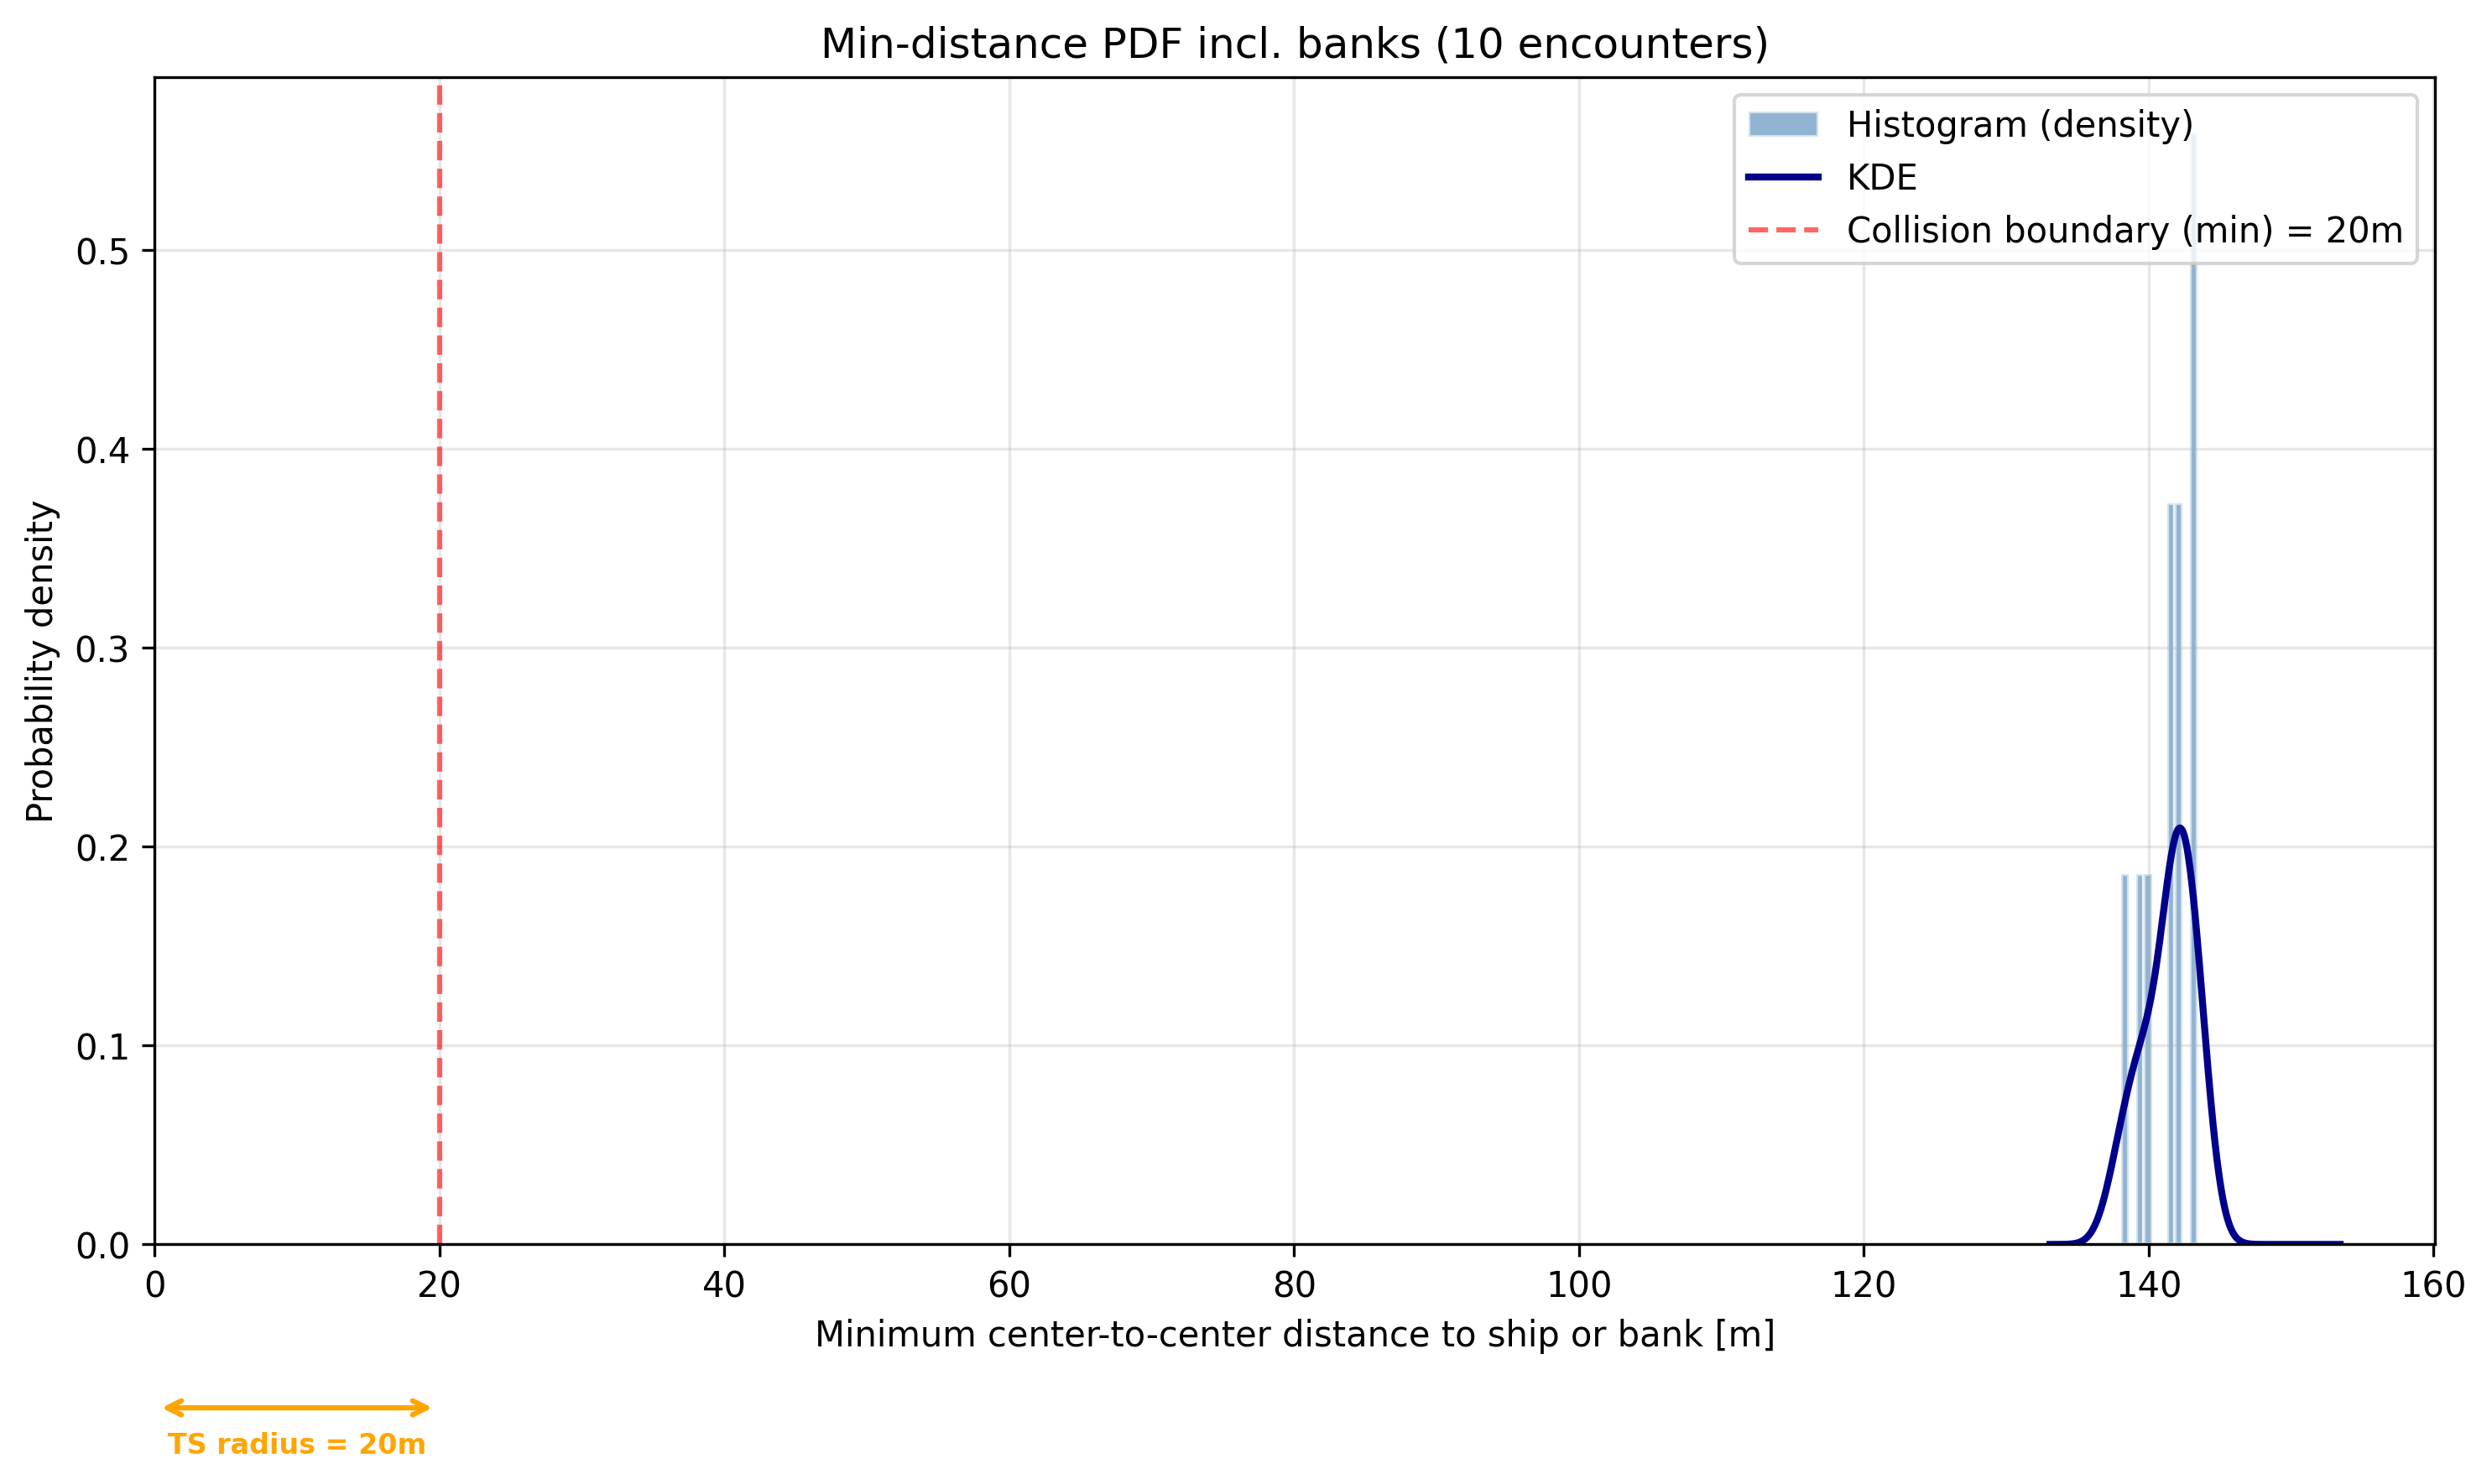 Min-distance PDF incl. banks (10 encounters)
Histogram (density)
KDE
Collision boundary (min) = 20m
Probability density
0.5
0.4
0.3
0.2
0.1
0.0
0 20 40 60 80 100 120 140 160
Minimum center-to-center distance to ship or bank [m]
TS radius = 20m